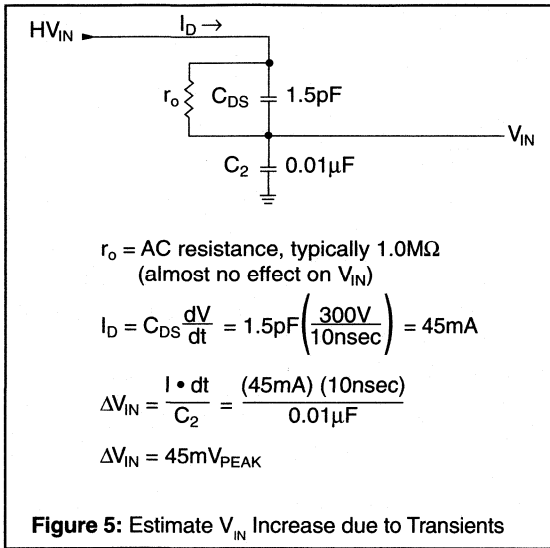 HV_IN I_D →
r_o C_DS 1.5pF
V_IN
C_2 0.01μF
r_o = AC resistance, typically 1.0MΩ
(almost no effect on V_IN)
I_D = C_DS dV/dt = 1.5pF(300V/10nsec) = 45mA
ΔV_IN = I • dt/C_2 = (45mA) (10nsec)/0.01μF
ΔV_IN = 45mV_PEAK
Figure 5: Estimate V_IN Increase due to Transients